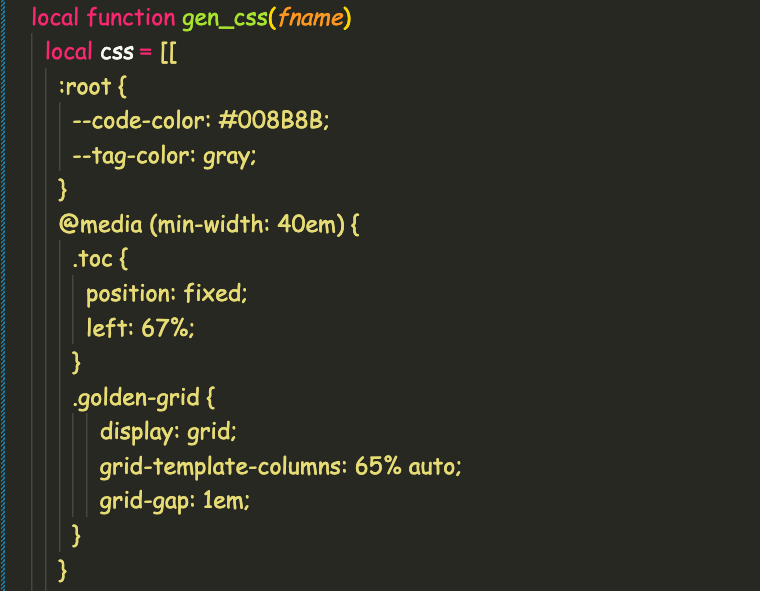 local function gen_css(fname)
local css = [[
:root {
--code-color: #008B8B;
--tag-color: gray;
}
@media (min-width: 40em) {
.toc {
position: fixed;
left: 67%;
}
.golden-grid {
display: grid;
grid-template-columns: 65% auto;
grid-gap: 1em;
}
}